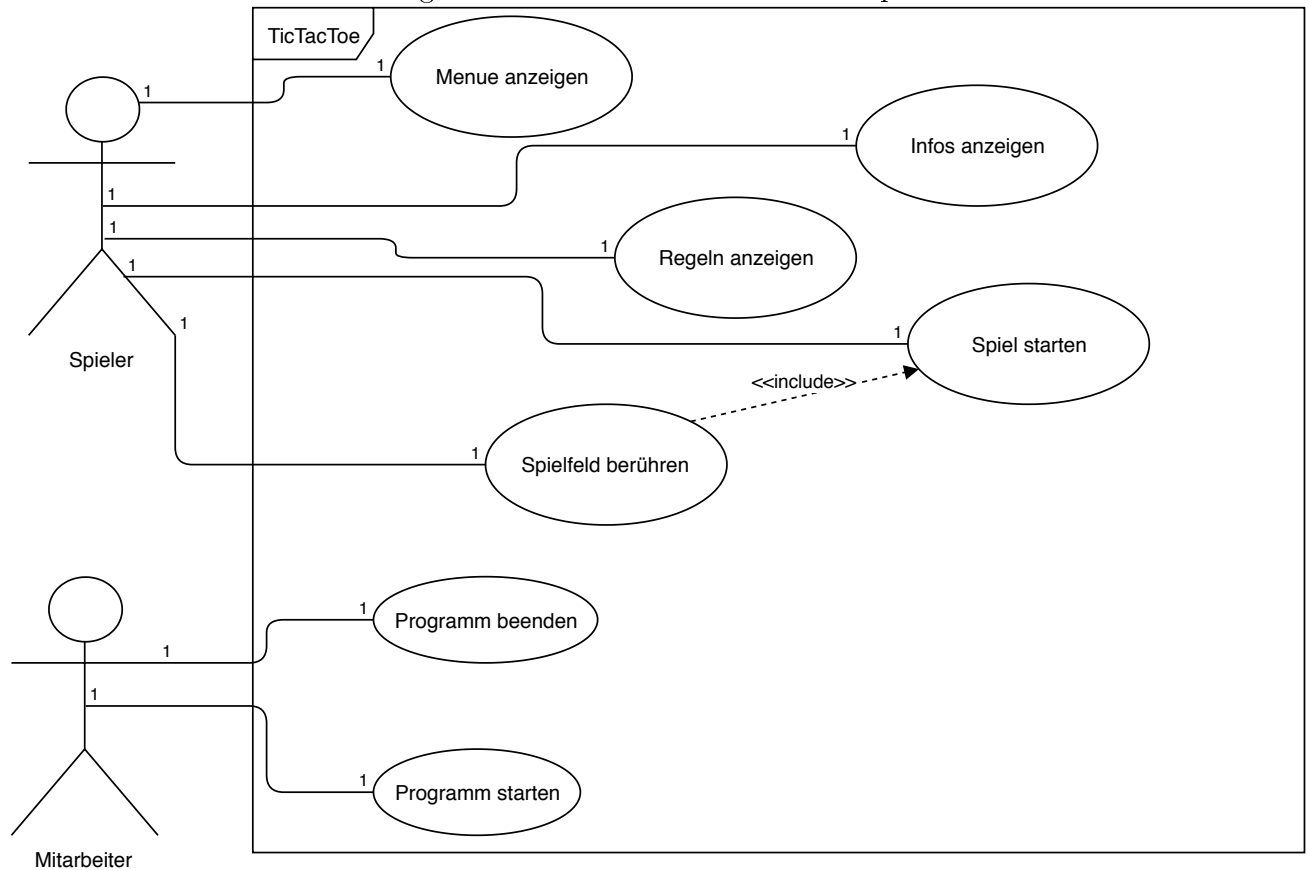 TicTacToe
1
1
Menue anzeigen
1
1
Infos anzeigen
1
1
Regeln anzeigen
1
1
Spiel starten
1
Spieler
<<include>>
1
Spielfeld berühren
1
1
Programm beenden
1
1
Programm starten
Mitarbeiter